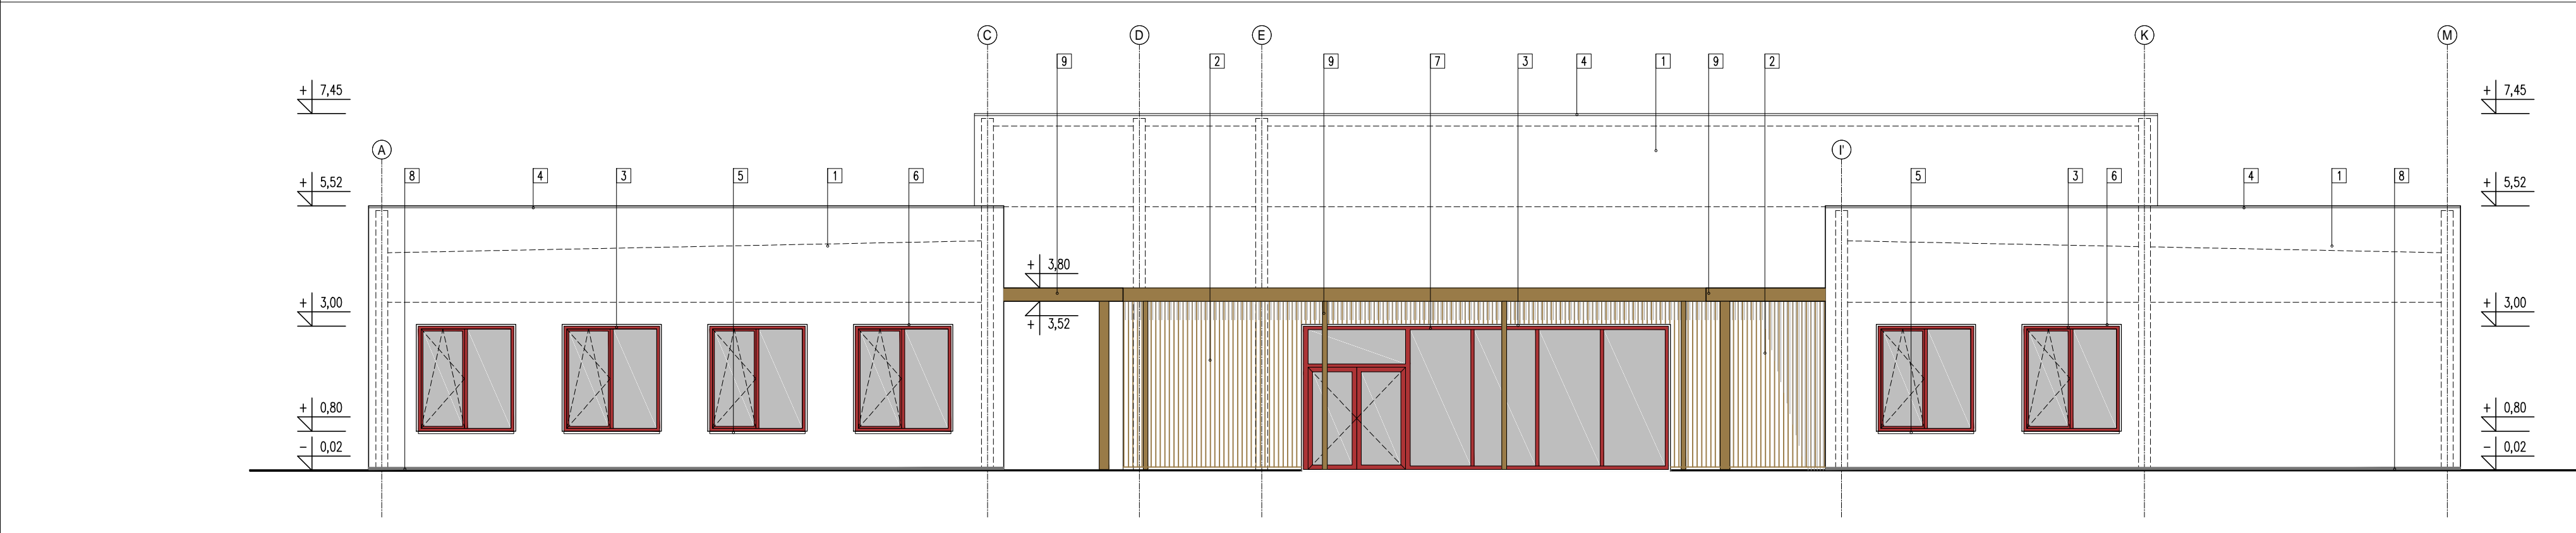 C D E K M
9 2 9 7 3 4 1 9 2
+ 7,45 + 7,45
A I'
8 4 3 5 1 6 5 3 6 4 1 8
+ 5,52 + 5,52
+ 3,80
+ 3,00 + 3,00
+ 3,52
+ 0,80 + 0,80
− 0,02 − 0,02